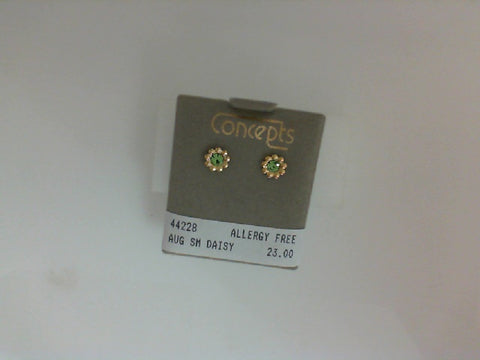 Concepts
44228 ALLERGY FREE
AUG SM DAISY 23.00